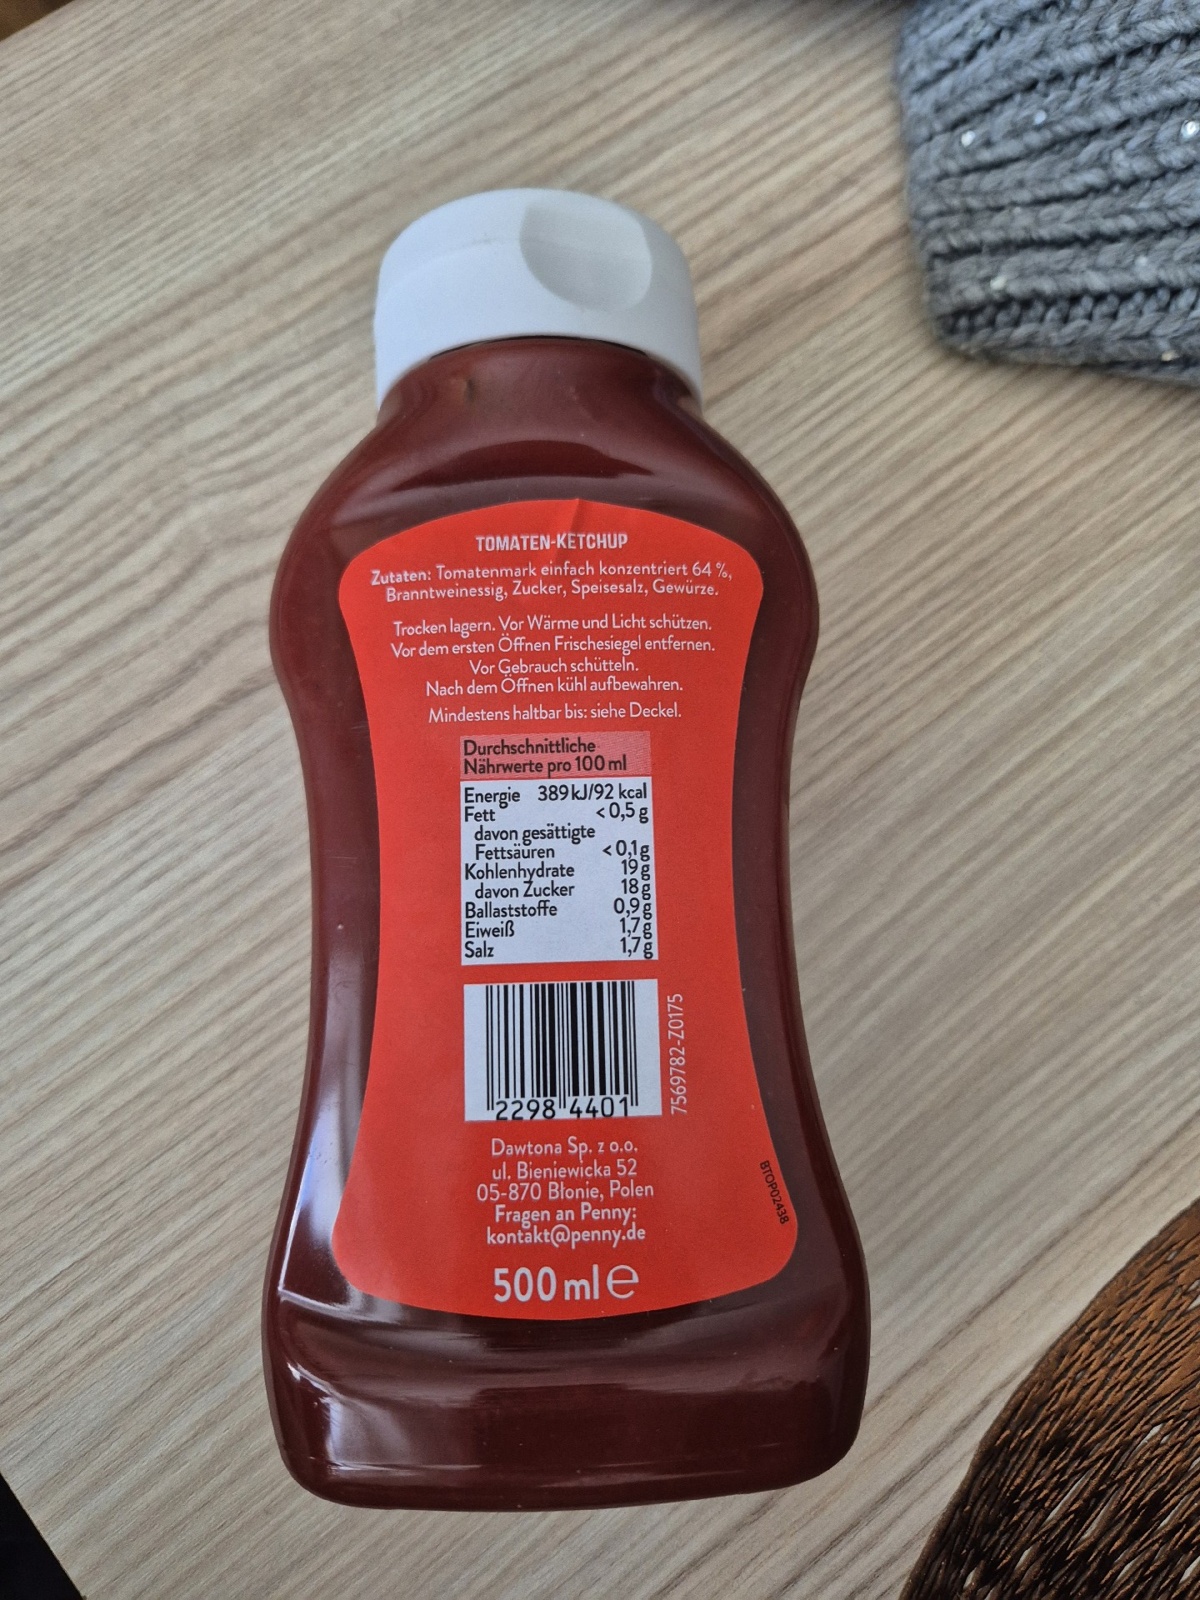 TOMATEN-KETCHUP
Zutaten: Tomatenmark einfach konzentriert 64 %,
Branntweinessig, Zucker, Speisesalz, Gewürze.
Trocken lagern. Vor Wärme und Licht schützen.
Vor dem ersten Öffnen Frischesiegel entfernen.
Vor Gebrauch schütteln.
Nach dem Öffnen kühl aufbewahren.
Mindestens haltbar bis: siehe Deckel.
Durchschnittliche
Nährwerte pro 100 ml
Energie 389 kJ/92 kcal
Fett < 0,5 g
davon gesättigte
Fettsäuren < 0,1 g
Kohlenhydrate 19 g
davon Zucker 18 g
Ballaststoffe 0,9 g
Eiweiß 1,7 g
Salz 1,7 g
2298 4401
7569782-Z0175
Dawtona Sp. z o.o.
ul. Bieniewicka 52
05-870 Błonie, Polen
Fragen an Penny:
kontakt@penny.de
BTOP02438
500 ml e